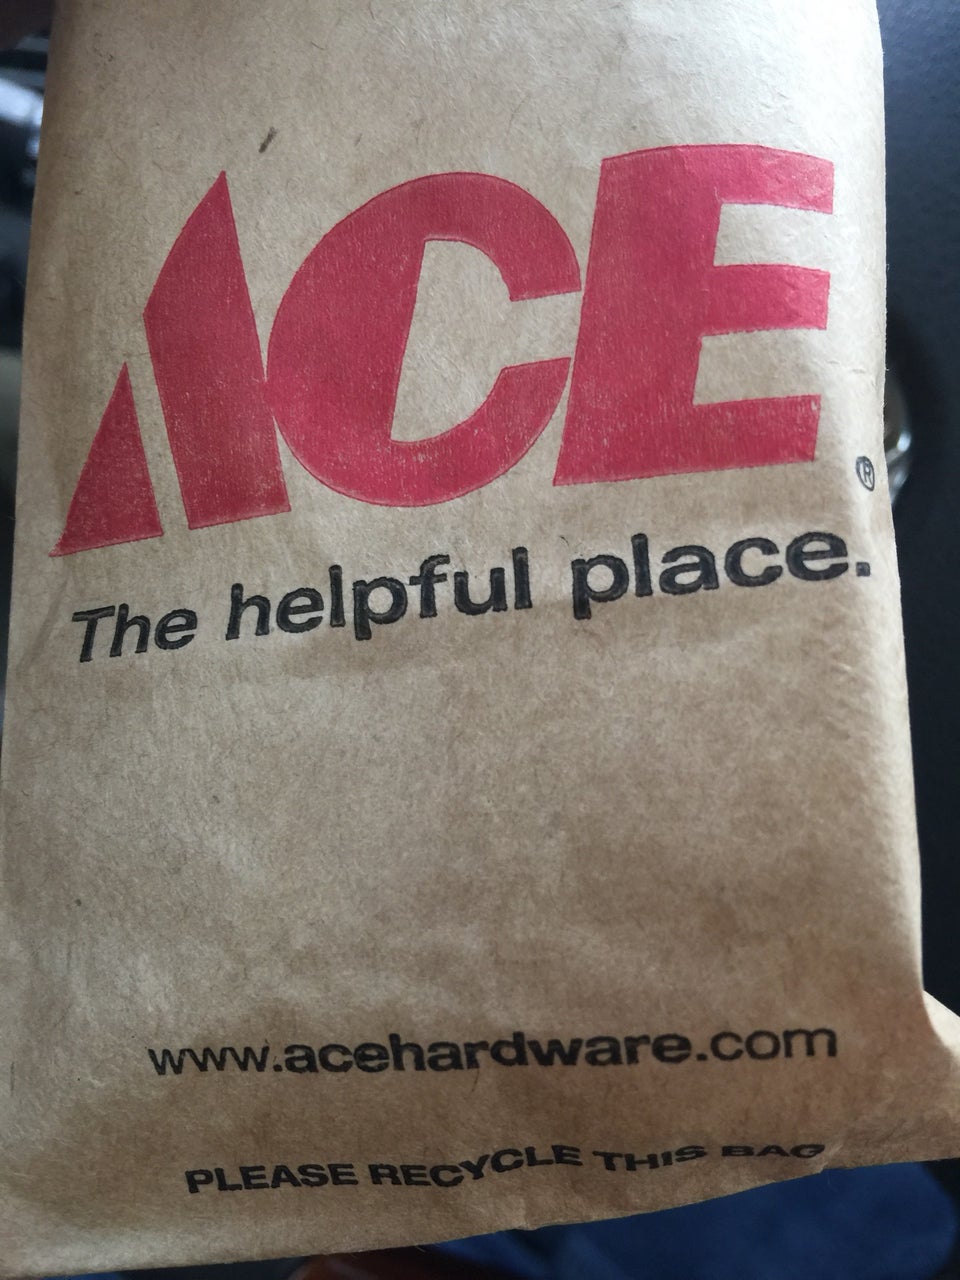 ACE®
The helpful place.
www.acehardware.com
PLEASE RECYCLE THIS BAG